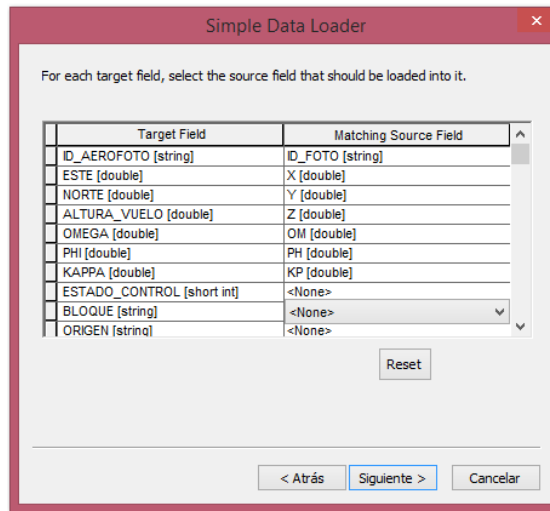 Simple Data Loader
For each target field, select the source field that should be loaded into it.
Target Field Matching Source Field
ID_AEROFOTO [string] ID_FOTO [string]
ESTE [double] X [double]
NORTE [double] Y [double]
ALTURA_VUELO [double] Z [double]
OMEGA [double] OM [double]
PHI [double] PH [double]
KAPPA [double] KP [double]
ESTADO_CONTROL [short int] <None>
BLOQUE [string] <None>
ORIGEN [string] <None>
Reset
< Atrás Siguiente > Cancelar